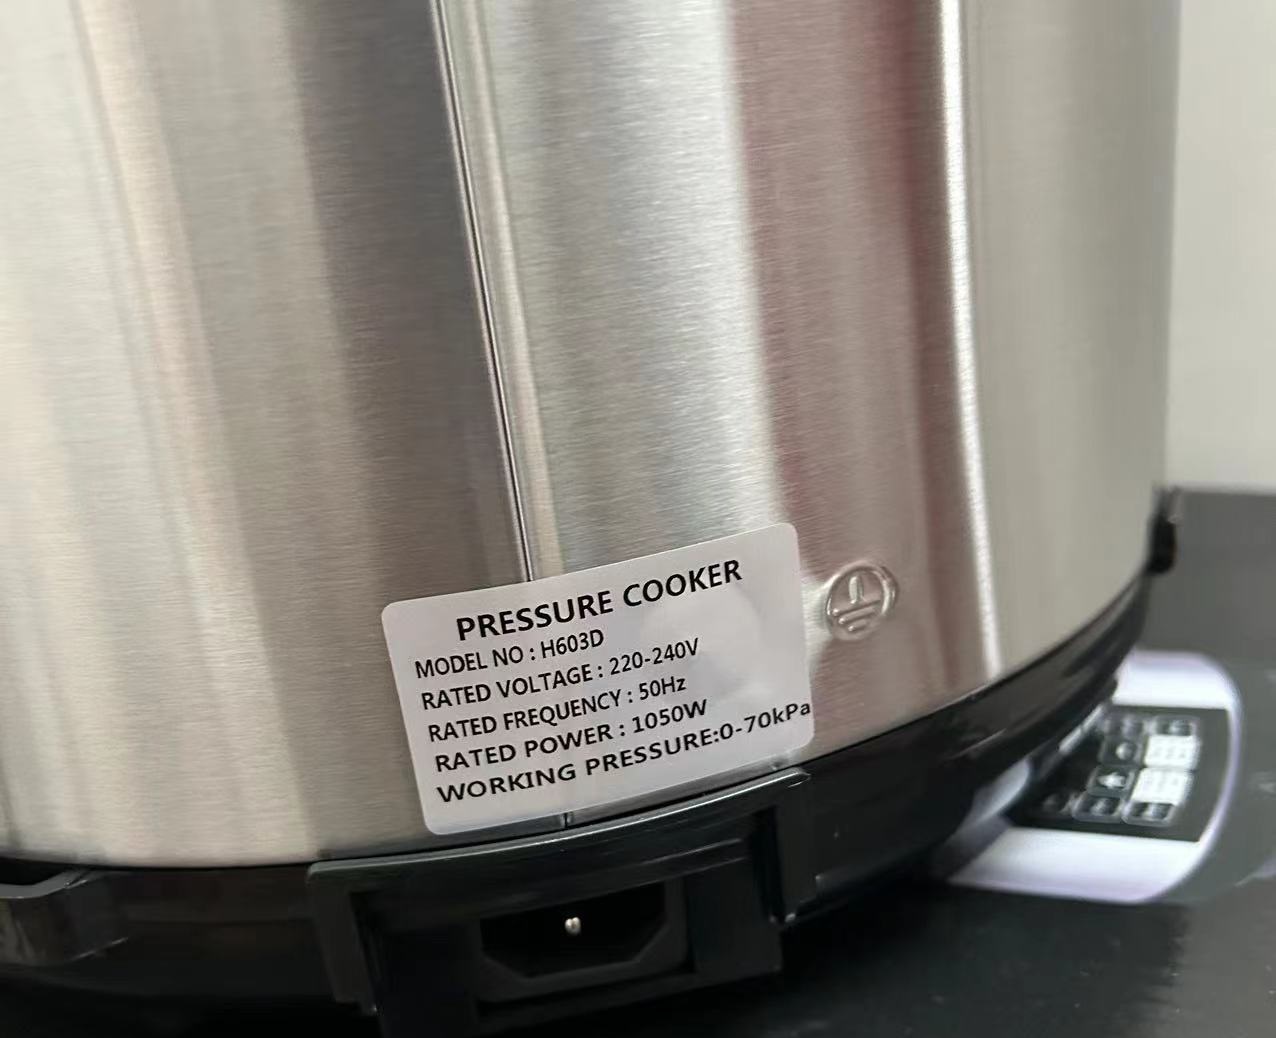 PRESSURE COOKER
MODEL NO : H603D
RATED VOLTAGE : 220-240V
RATED FREQUENCY : 50Hz
RATED POWER : 1050W
WORKING PRESSURE:0-70kPa